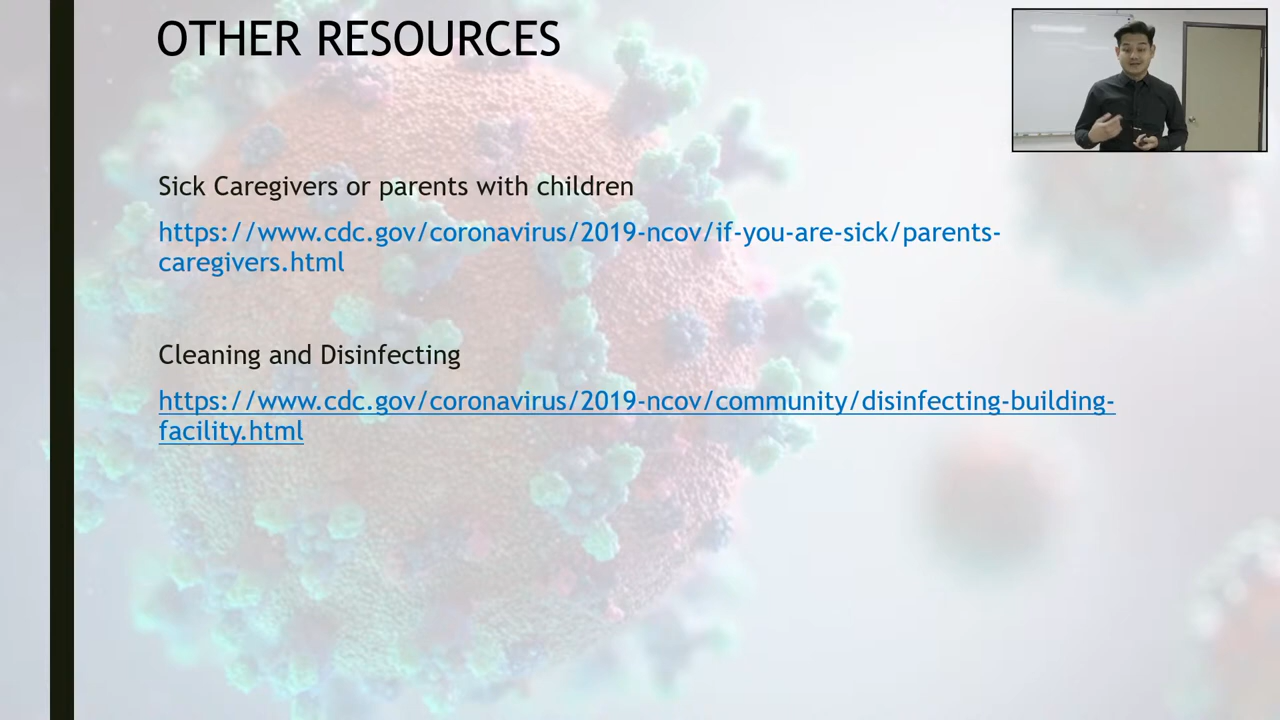 OTHER RESOURCES
Sick Caregivers or parents with children
https://www.cdc.gov/coronavirus/2019-ncov/if-you-are-sick/parents-
caregivers.html
Cleaning and Disinfecting
https://www.cdc.gov/coronavirus/2019-ncov/community/disinfecting-building-
facility.html